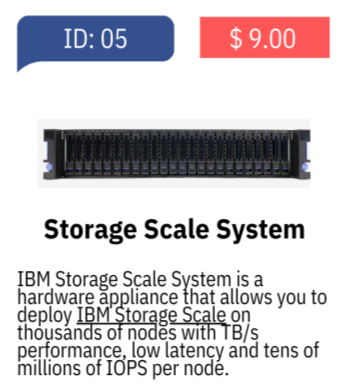 ID: 05
$ 9.00
Storage Scale System
IBM Storage Scale System is a
hardware appliance that allows you to
deploy IBM Storage Scale on
thousands of nodes with TB/s
performance, low latency and tens of
millions of IOPS per node.